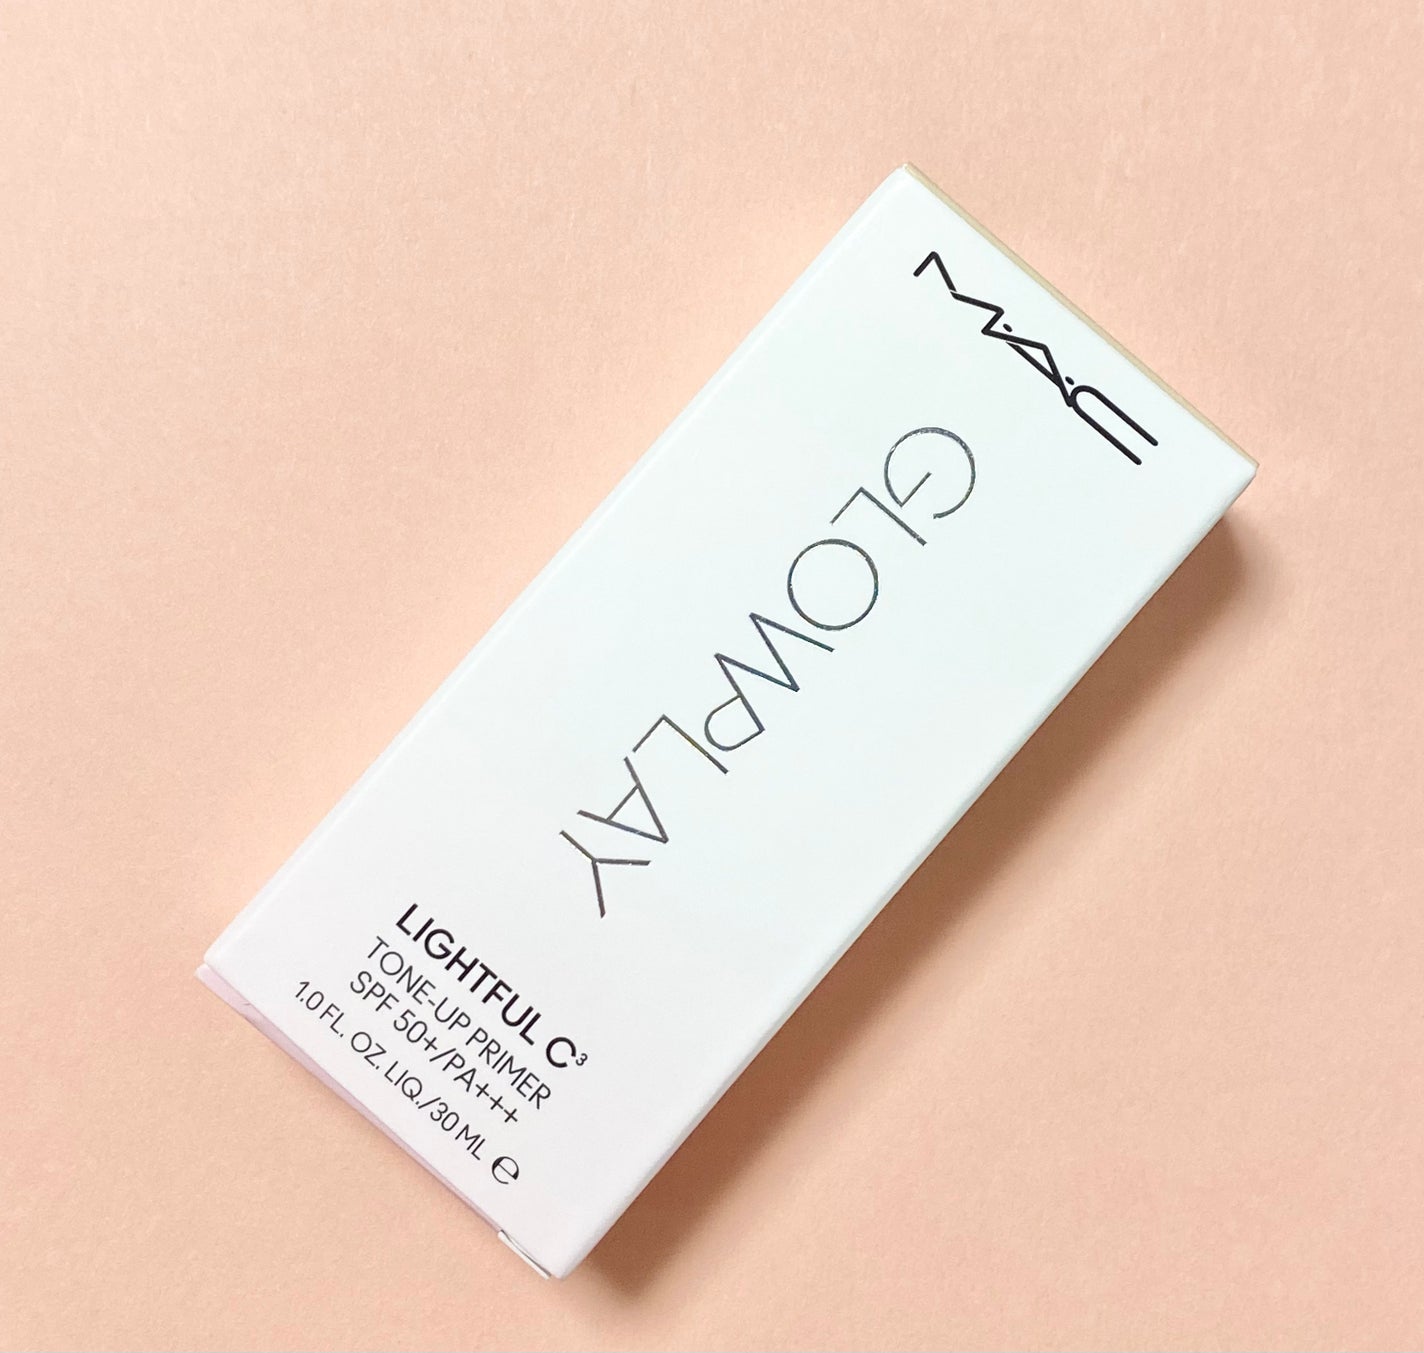 M·A·C
GLOWPLAY
LIGHTFUL C³
TONE-UP PRIMER
SPF 50+/PA+++
1.0 FL. OZ. LIQ./30 ML ℮